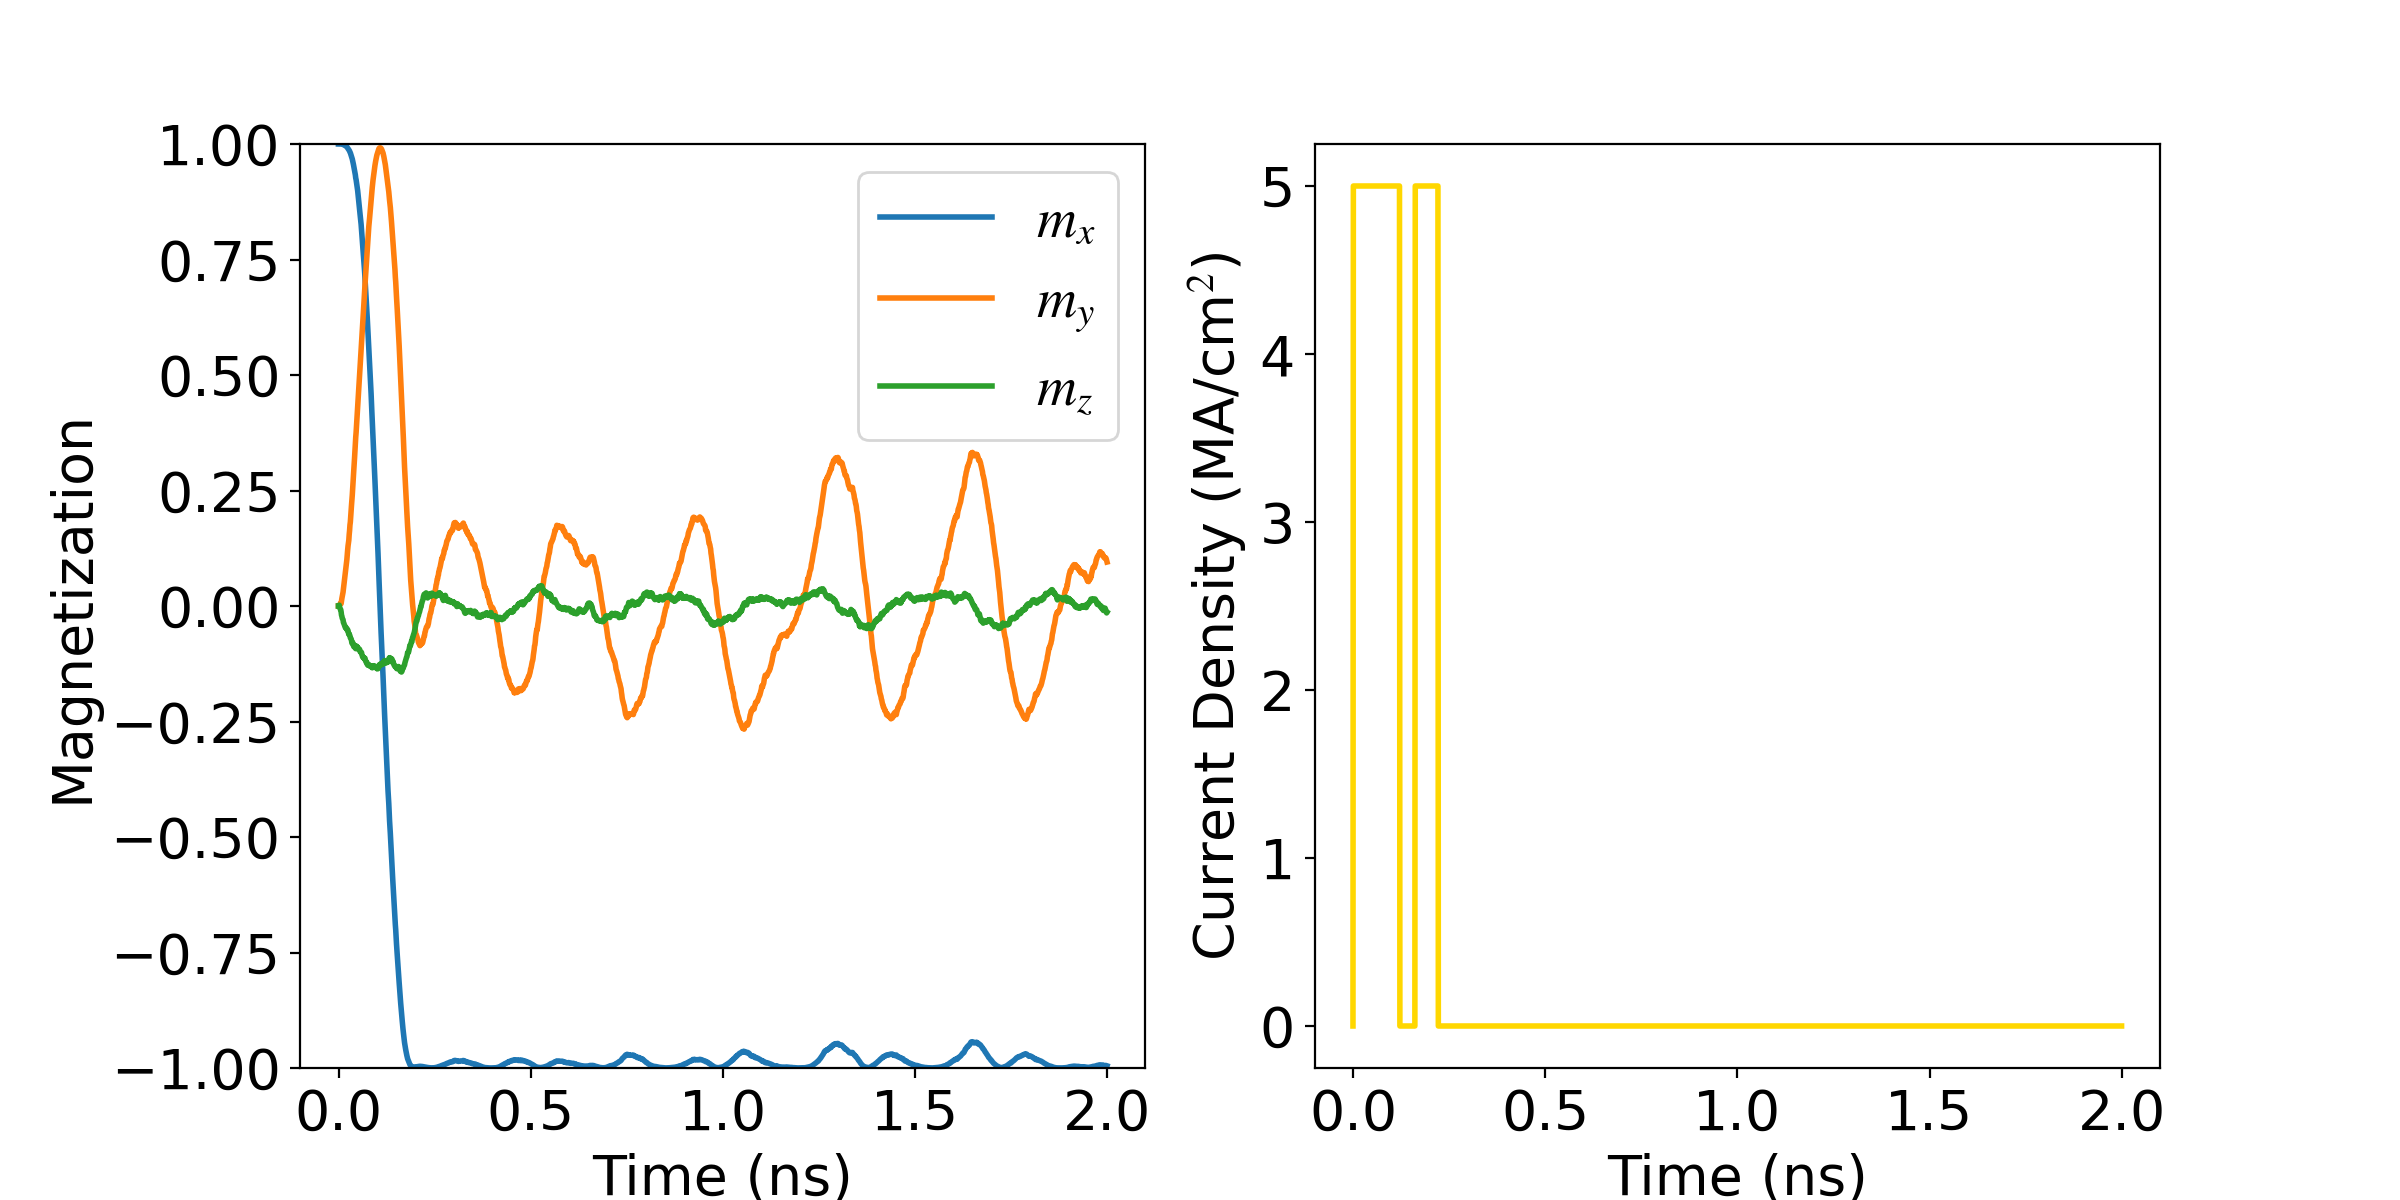 Magnetization
1.00
0.75
0.50
0.25
0.00
−0.25
−0.50
−0.75
−1.00
0.0 0.5 1.0 1.5 2.0
Time (ns)
m_x
m_y
m_z
Current Density (MA/cm²)
5
4
3
2
1
0
0.0 0.5 1.0 1.5 2.0
Time (ns)